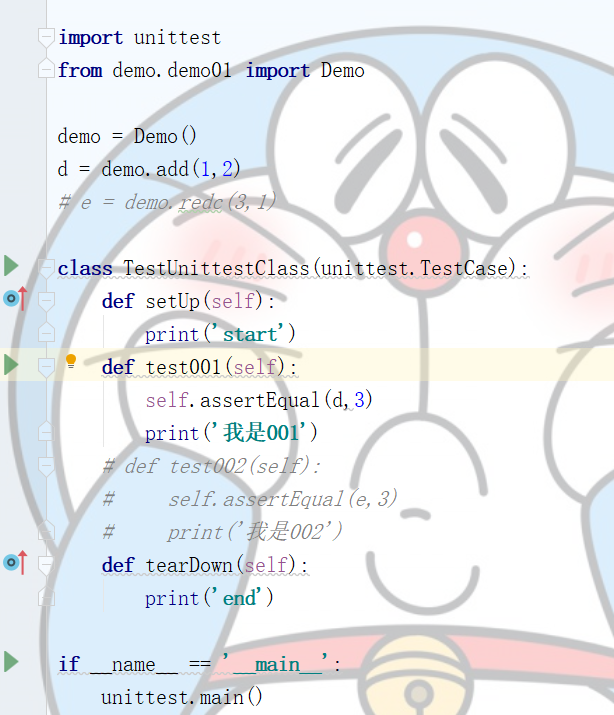 import unittest
from demo.demo01 import Demo
demo = Demo()
d = demo.add(1,2)
# e = demo.redc(3,1)
class TestUnittestClass(unittest.TestCase):
def setUp(self):
print('start')
def test001(self):
self.assertEqual(d,3)
print('我是001')
# def test002(self):
#     self.assertEqual(e,3)
#     print('我是002')
def tearDown(self):
print('end')
if __name__ == '__main__':
unittest.main()